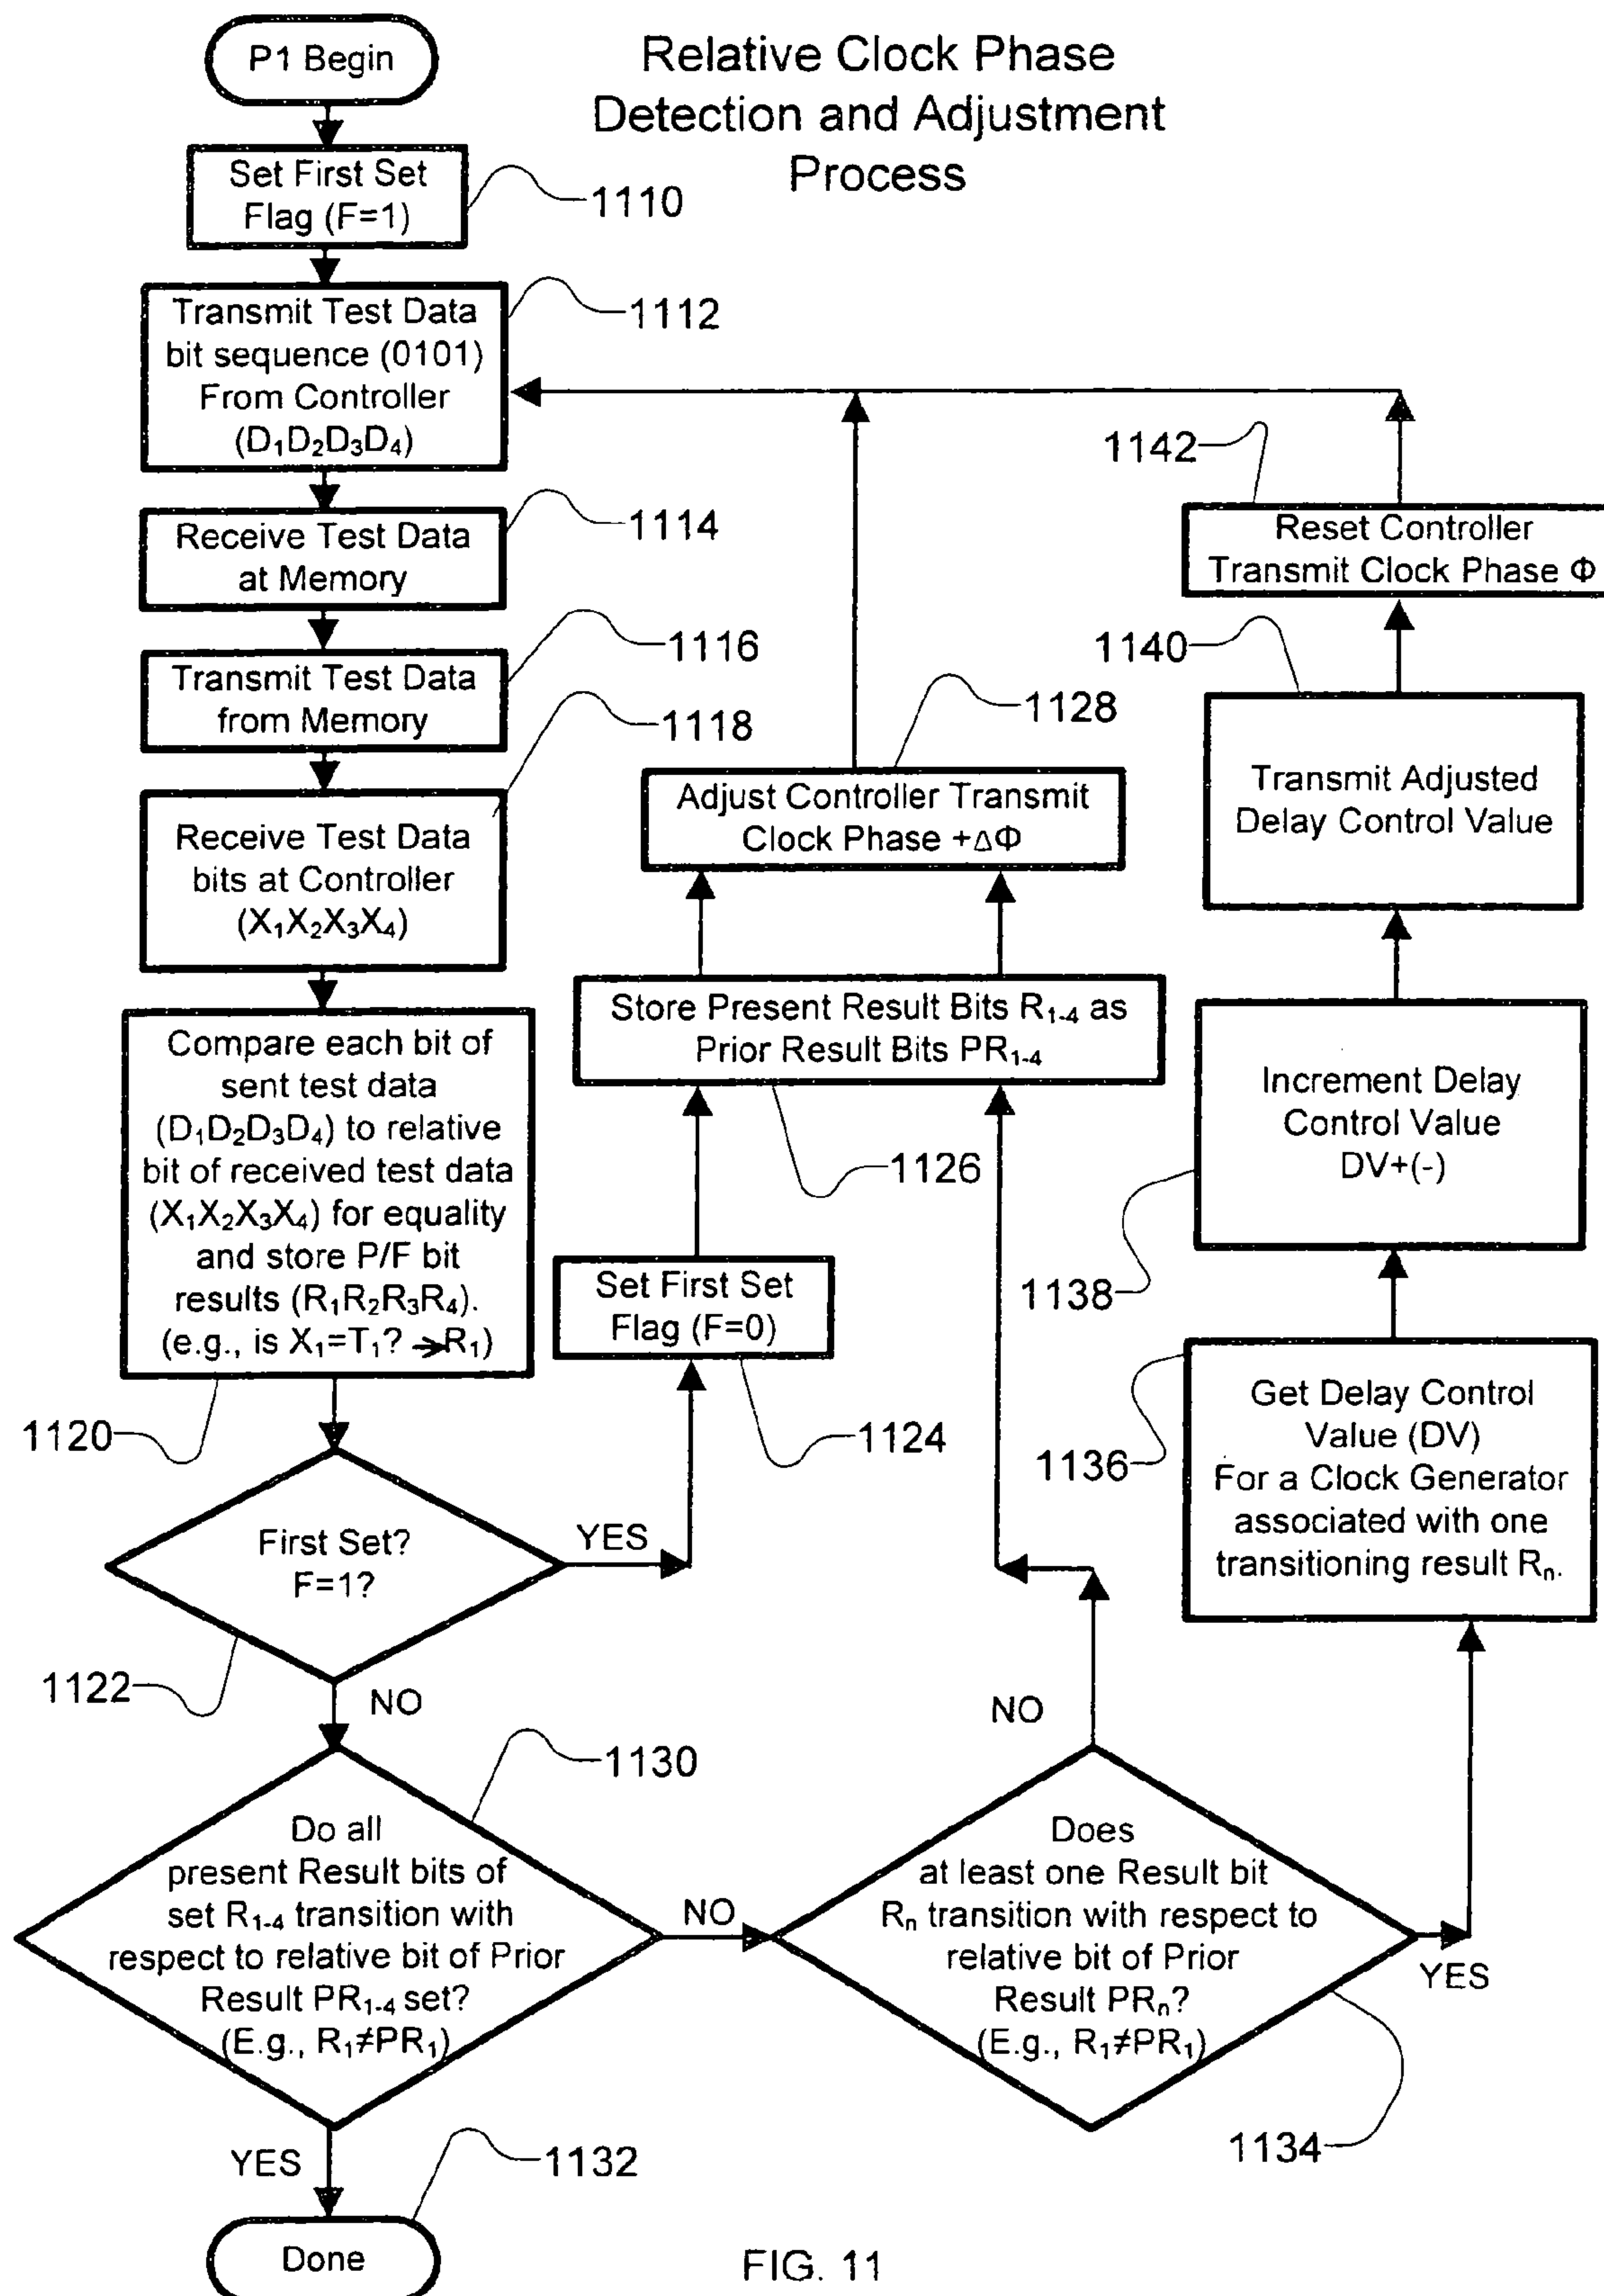 P1 Begin
Relative Clock Phase
Detection and Adjustment
Process
Set First Set
Flag (F=1)
1110
Transmit Test Data
bit sequence (0101)
From Controller
(D₁D₂D₃D₄)
1112
Receive Test Data
at Memory
1114
Transmit Test Data
from Memory
1116
Receive Test Data
bits at Controller
(X₁X₂X₃X₄)
1118
Compare each bit of
sent test data
(D₁D₂D₃D₄) to relative
bit of received test data
(X₁X₂X₃X₄) for equality
and store P/F bit
results (R₁R₂R₃R₄).
(e.g., is X₁=T₁? →R₁)
1120
First Set?
F=1?
1122
YES
NO
Set First Set
Flag (F=0)
1124
Store Present Result Bits R₁₋₄ as
Prior Result Bits PR₁₋₄
1126
Adjust Controller Transmit
Clock Phase +ΔΦ
1128
Do all
present Result bits of
set R₁₋₄ transition with
respect to relative bit of Prior
Result PR₁₋₄ set?
(E.g., R₁≠PR₁)
1130
YES
NO
Done
1132
Does
at least one Result bit
Rₙ transition with respect to
relative bit of Prior
Result PRₙ?
(E.g., R₁≠PR₁)
1134
NO
YES
Get Delay Control
Value (DV)
For a Clock Generator
associated with one
transitioning result Rₙ.
1136
Increment Delay
Control Value
DV+(-)
1138
Transmit Adjusted
Delay Control Value
1140
Reset Controller
Transmit Clock Phase Φ
1142
FIG. 11